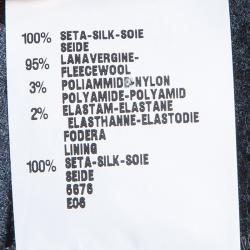 100% SETA-SILK-SOIE
SEIDE
95% LANAVERGINE-
FLEECEWOOL
3% POLIAMMIDE-NYLON
POLYAMIDE-POLYAMID
2% ELASTAM-ELASTANE
ELASTHANNE-ELASTODIE
FODERA
LINING
100% SETA-SILK-SOIE
SEIDE
5676
E06